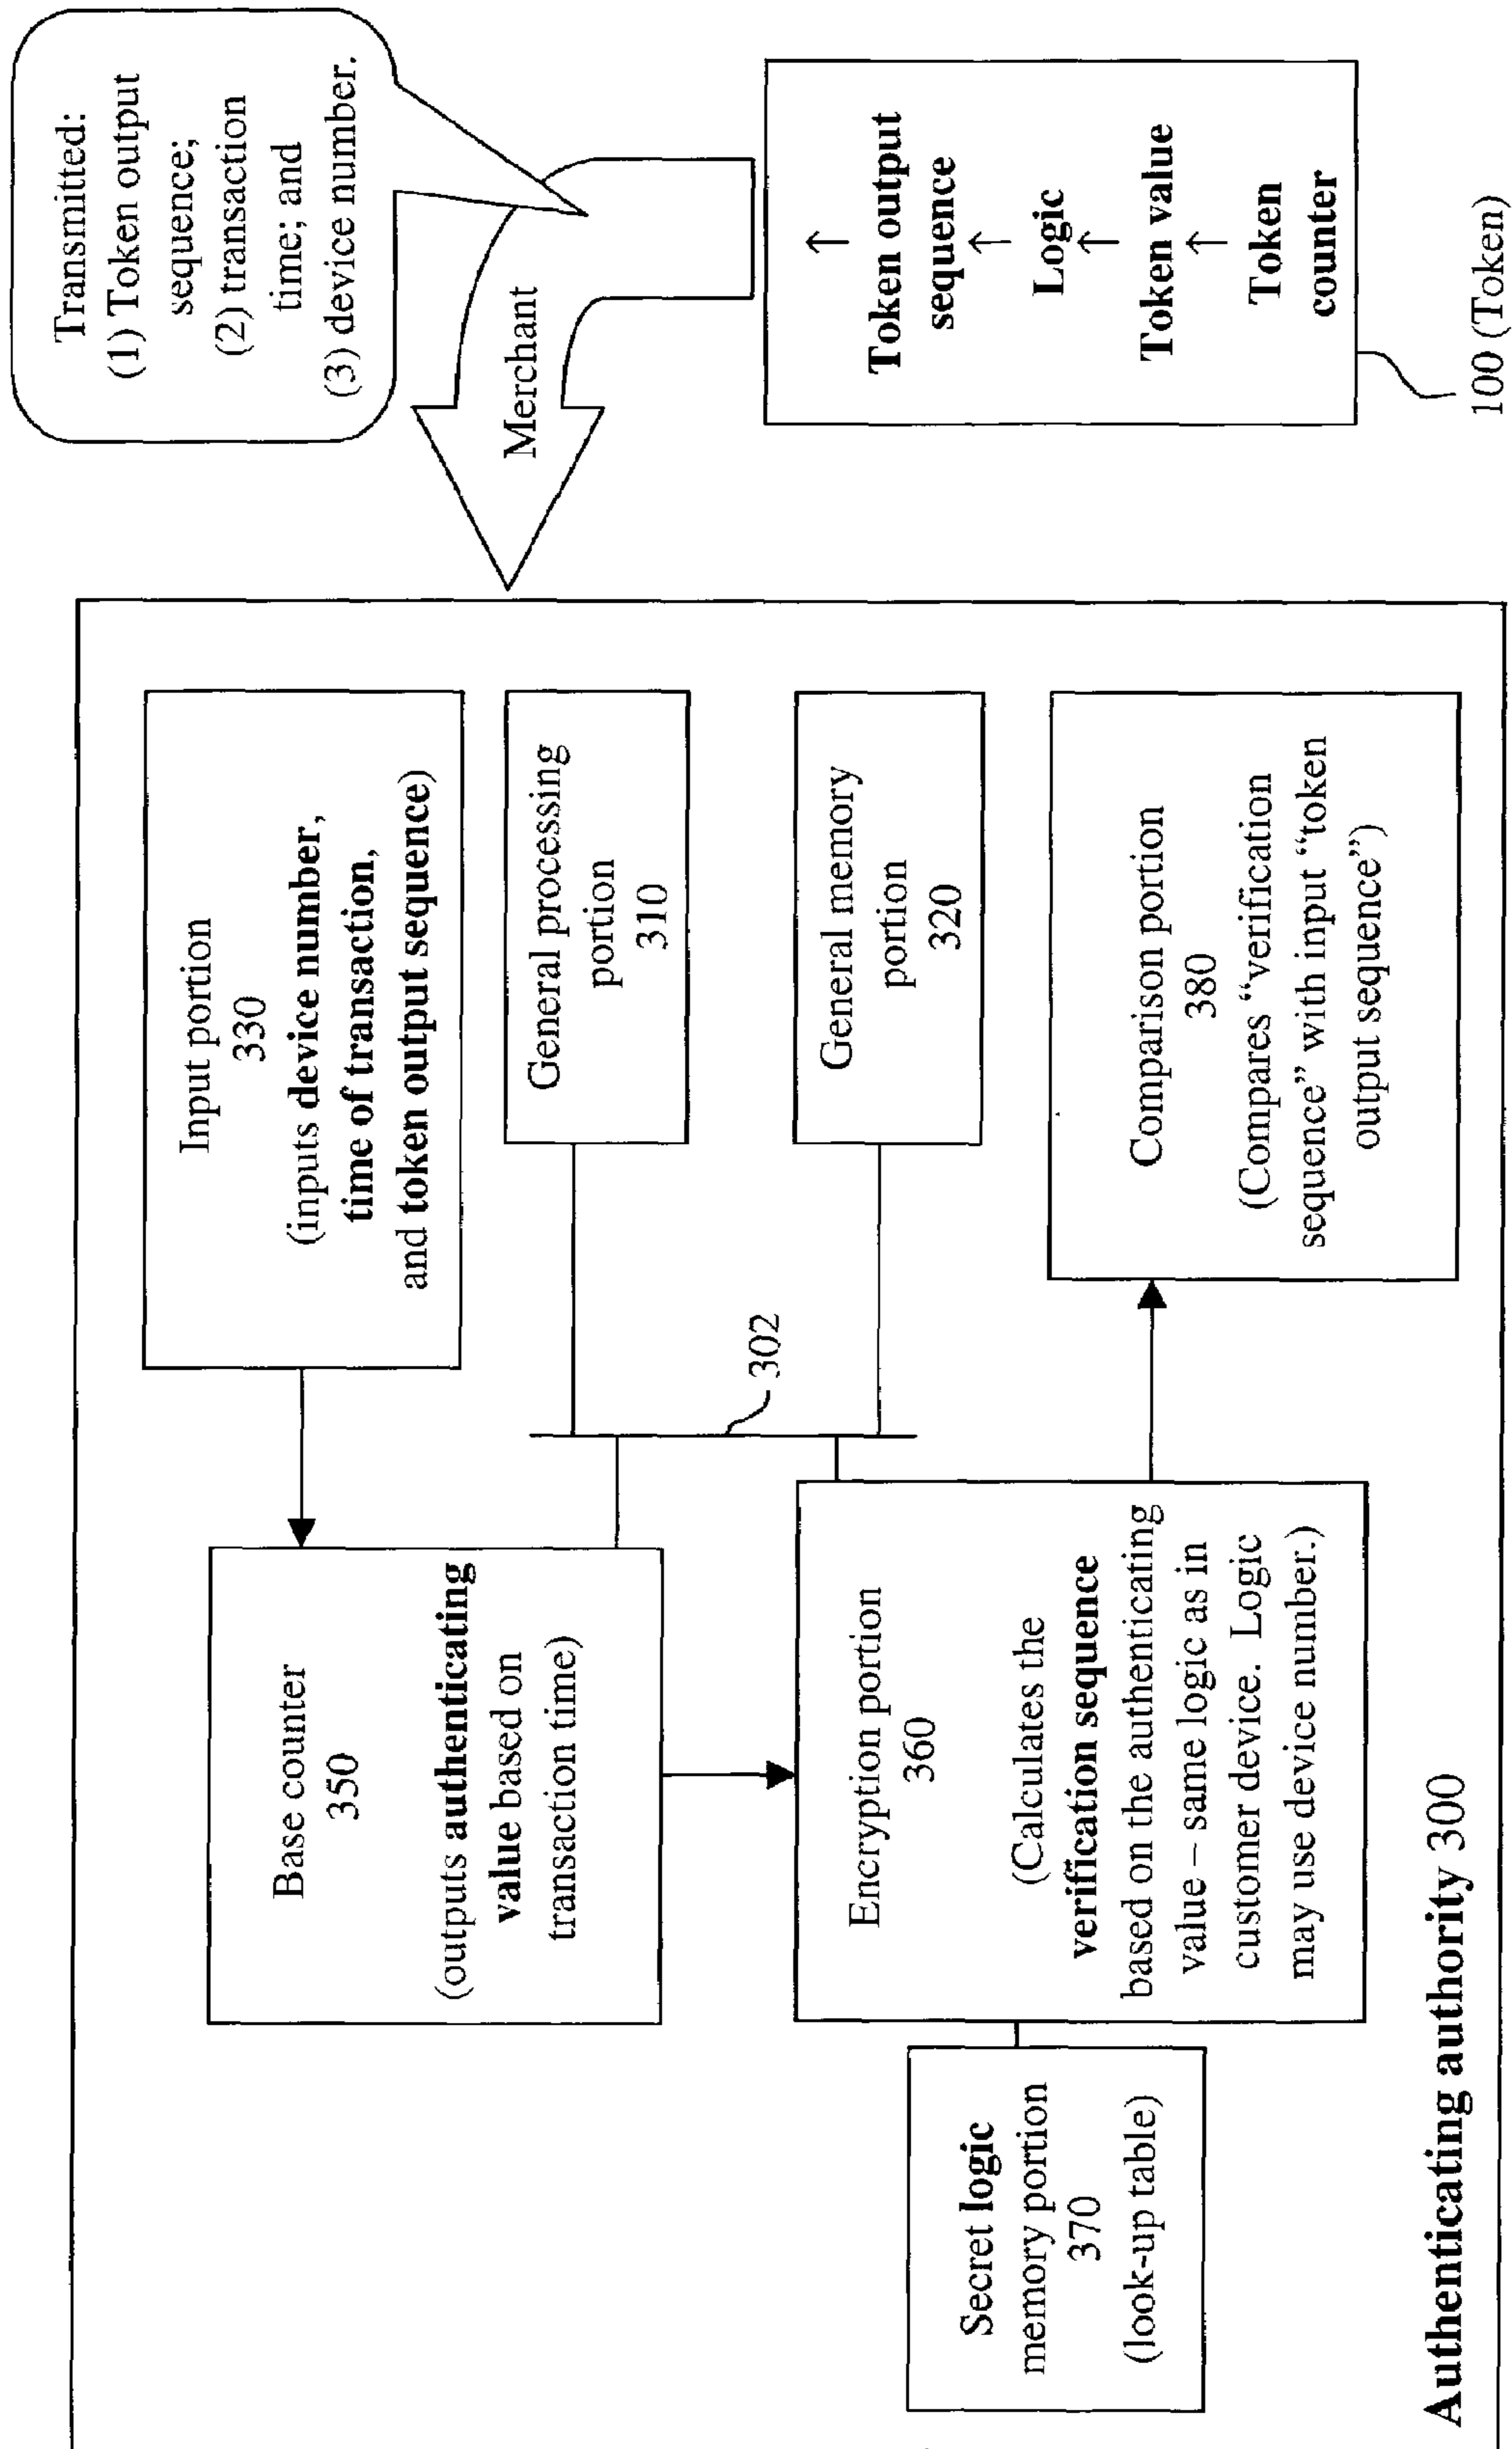 Transmitted:
(1) Token output
sequence;
(2) transaction
time; and
(3) device number.
Merchant
Token output
sequence
Logic
Token value
Token
counter
100 (Token)
Input portion
330
(inputs device number,
time of transaction,
and token output sequence)
General processing
portion
310
General memory
portion
320
Comparison portion
380
(Compares “verification
sequence” with input “token
output sequence”)
302
Base counter
350
(outputs authenticating
value based on
transaction time)
Encryption portion
360
(Calculates the
verification sequence
based on the authenticating
value – same logic as in
customer device. Logic
may use device number.)
Secret logic
memory portion
370
(look-up table)
Authenticating authority 300